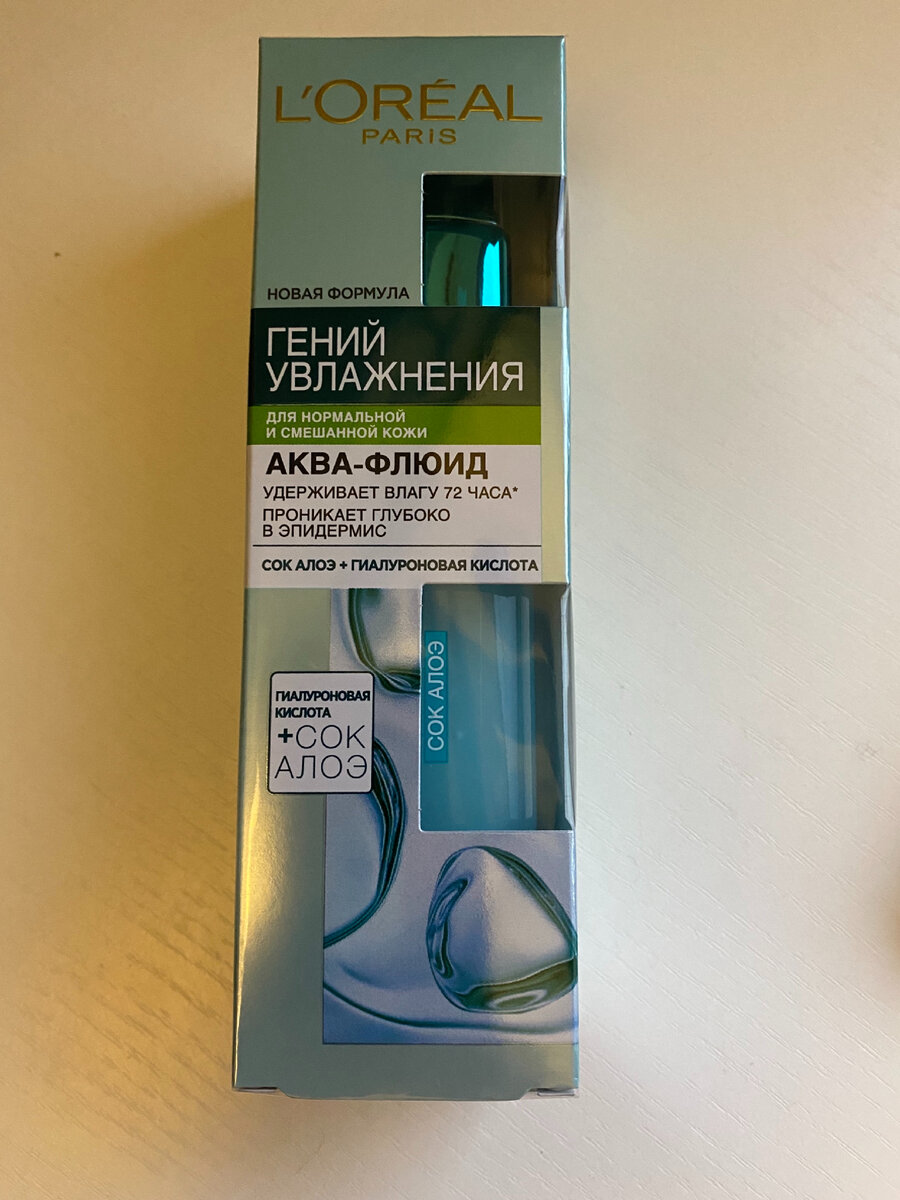 L'ORÉAL
PARIS
НОВАЯ ФОРМУЛА
ГЕНИЙ
УВЛАЖНЕНИЯ
ДЛЯ НОРМАЛЬНОЙ
И СМЕШАННОЙ КОЖИ
АКВА-ФЛЮИД
УДЕРЖИВАЕТ ВЛАГУ 72 ЧАСА*
ПРОНИКАЕТ ГЛУБОКО
В ЭПИДЕРМИС
СОК АЛОЭ + ГИАЛУРОНОВАЯ КИСЛОТА
СОК АЛОЭ
ГИАЛУРОНОВАЯ
КИСЛОТА
+СОК
АЛОЭ